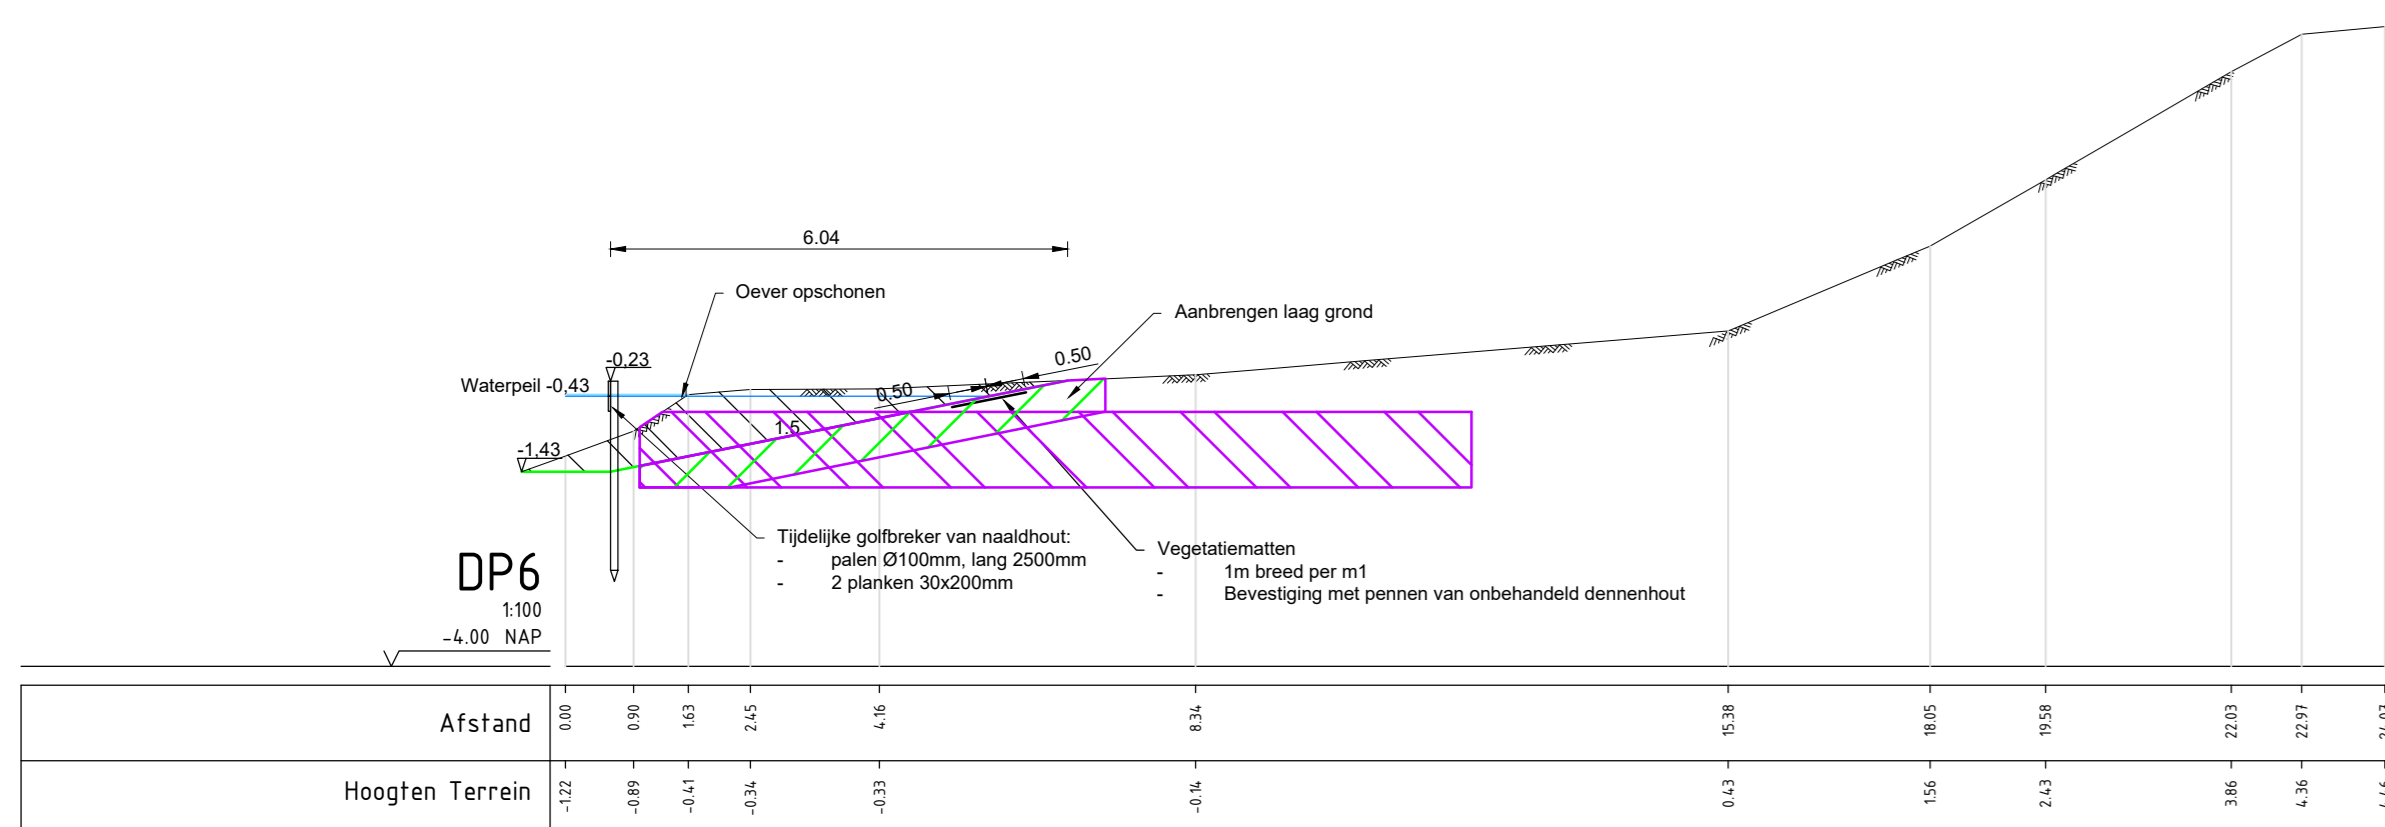 6.04
Oever opschonen
Aanbrengen laag grond
-0,23
0.50
Waterpeil -0,43
0.50
1.5
-1,43
Tijdelijke golfbreker van naaldhout:
- palen Ø100mm, lang 2500mm
- 2 planken 30x200mm
Vegetatiematten
- 1m breed per m1
- Bevestiging met pennen van onbehandeld dennenhout
DP6
1:100
-4.00 NAP
Afstand 0.00 0.90 1.63 2.45 4.16 8.34 15.38 18.05 19.58 22.03 22.97
Hoogten Terrein -1.22 -0.89 -0.41 -0.34 -0.33 -0.14 0.43 1.56 2.43 3.86 4.36